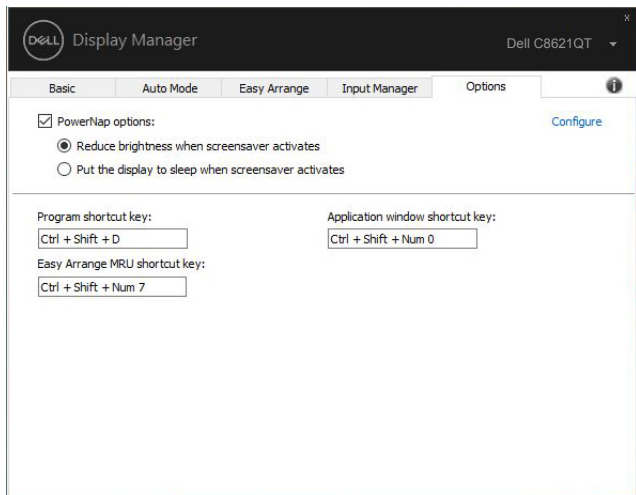 DELL Display Manager
x
Dell C8621QT
Basic Auto Mode Easy Arrange Input Manager Options
PowerNap options:
Configure
Reduce brightness when screensaver activates
Put the display to sleep when screensaver activates
Program shortcut key:
Application window shortcut key:
Ctrl + Shift + D
Ctrl + Shift + Num 0
Easy Arrange MRU shortcut key:
Ctrl + Shift + Num 7